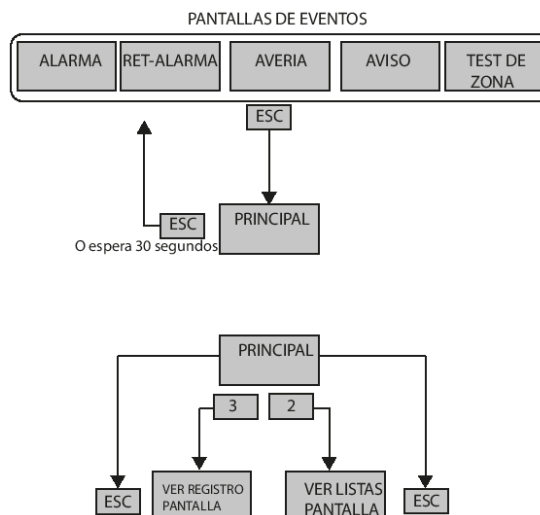 PANTALLAS DE EVENTOS
ALARMA
RET-ALARMA
AVERIA
AVISO
TEST DE
ZONA
ESC
PRINCIPAL
ESC
O espera 30 segundos
PRINCIPAL
3
2
ESC
VER REGISTRO
PANTALLA
VER LISTAS
PANTALLA
ESC